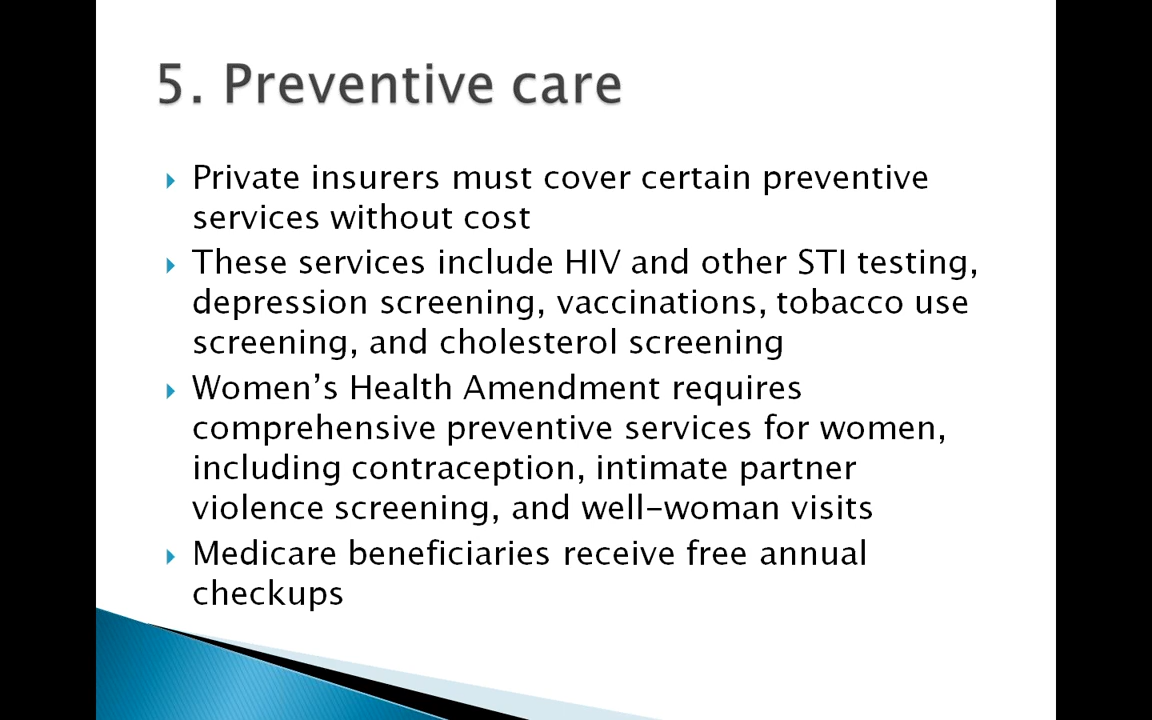 5. Preventive care
Private insurers must cover certain preventive
services without cost
These services include HIV and other STI testing,
depression screening, vaccinations, tobacco use
screening, and cholesterol screening
Women’s Health Amendment requires
comprehensive preventive services for women,
including contraception, intimate partner
violence screening, and well-woman visits
Medicare beneficiaries receive free annual
checkups